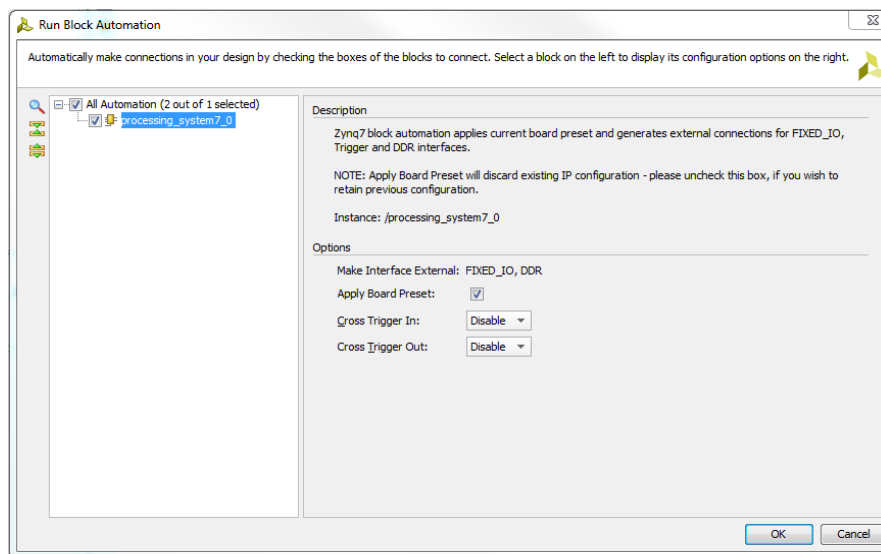 Run Block Automation
Automatically make connections in your design by checking the boxes of the blocks to connect. Select a block on the left to display its configuration options on the right.
All Automation (2 out of 1 selected)
processing_system7_0
Description
Zynq7 block automation applies current board preset and generates external connections for FIXED_IO,
Trigger and DDR interfaces.
NOTE: Apply Board Preset will discard existing IP configuration - please uncheck this box, if you wish to
retain previous configuration.
Instance: /processing_system7_0
Options
Make Interface External: FIXED_IO, DDR
Apply Board Preset:
Cross Trigger In: Disable
Cross Trigger Out: Disable
OK Cancel